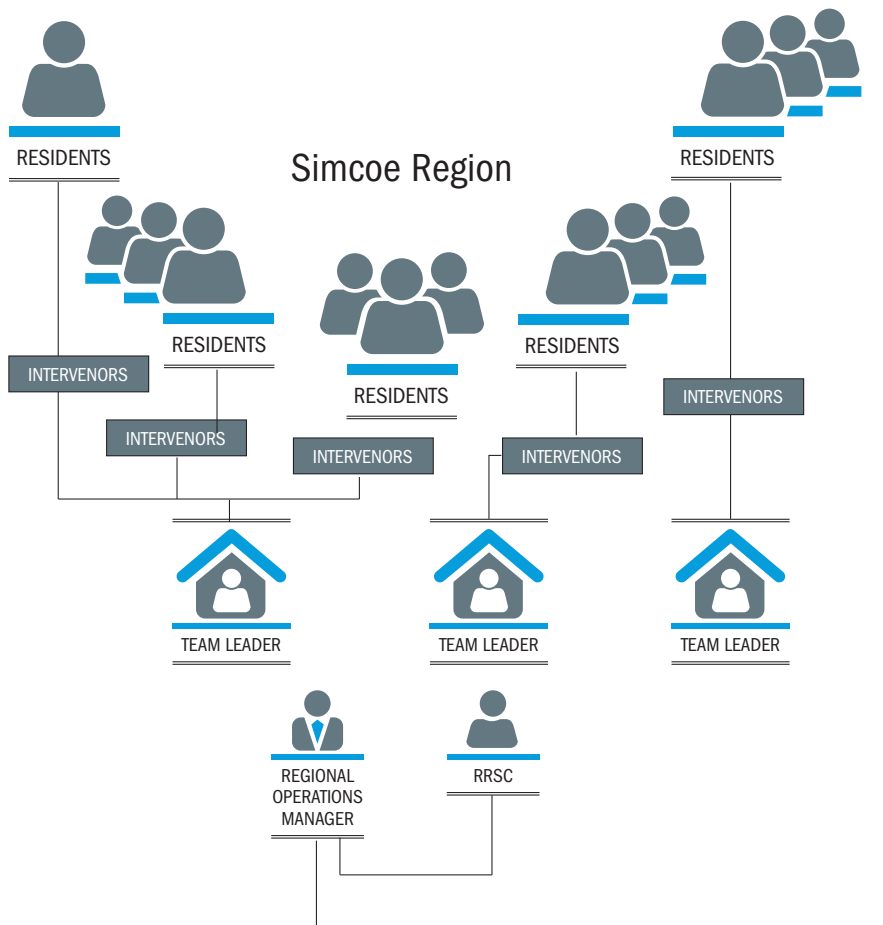 RESIDENTS
RESIDENTS
Simcoe Region
RESIDENTS
RESIDENTS
INTERVENORS
RESIDENTS
INTERVENORS
INTERVENORS
INTERVENORS
INTERVENORS
TEAM LEADER
TEAM LEADER
TEAM LEADER
REGIONAL
OPERATIONS
MANAGER
RRSC